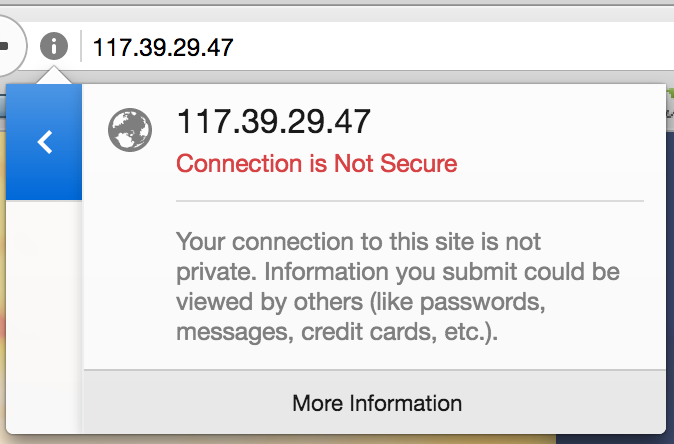 117.39.29.47
117.39.29.47
Connection is Not Secure
Your connection to this site is not
private. Information you submit could be
viewed by others (like passwords,
messages, credit cards, etc.).
More Information